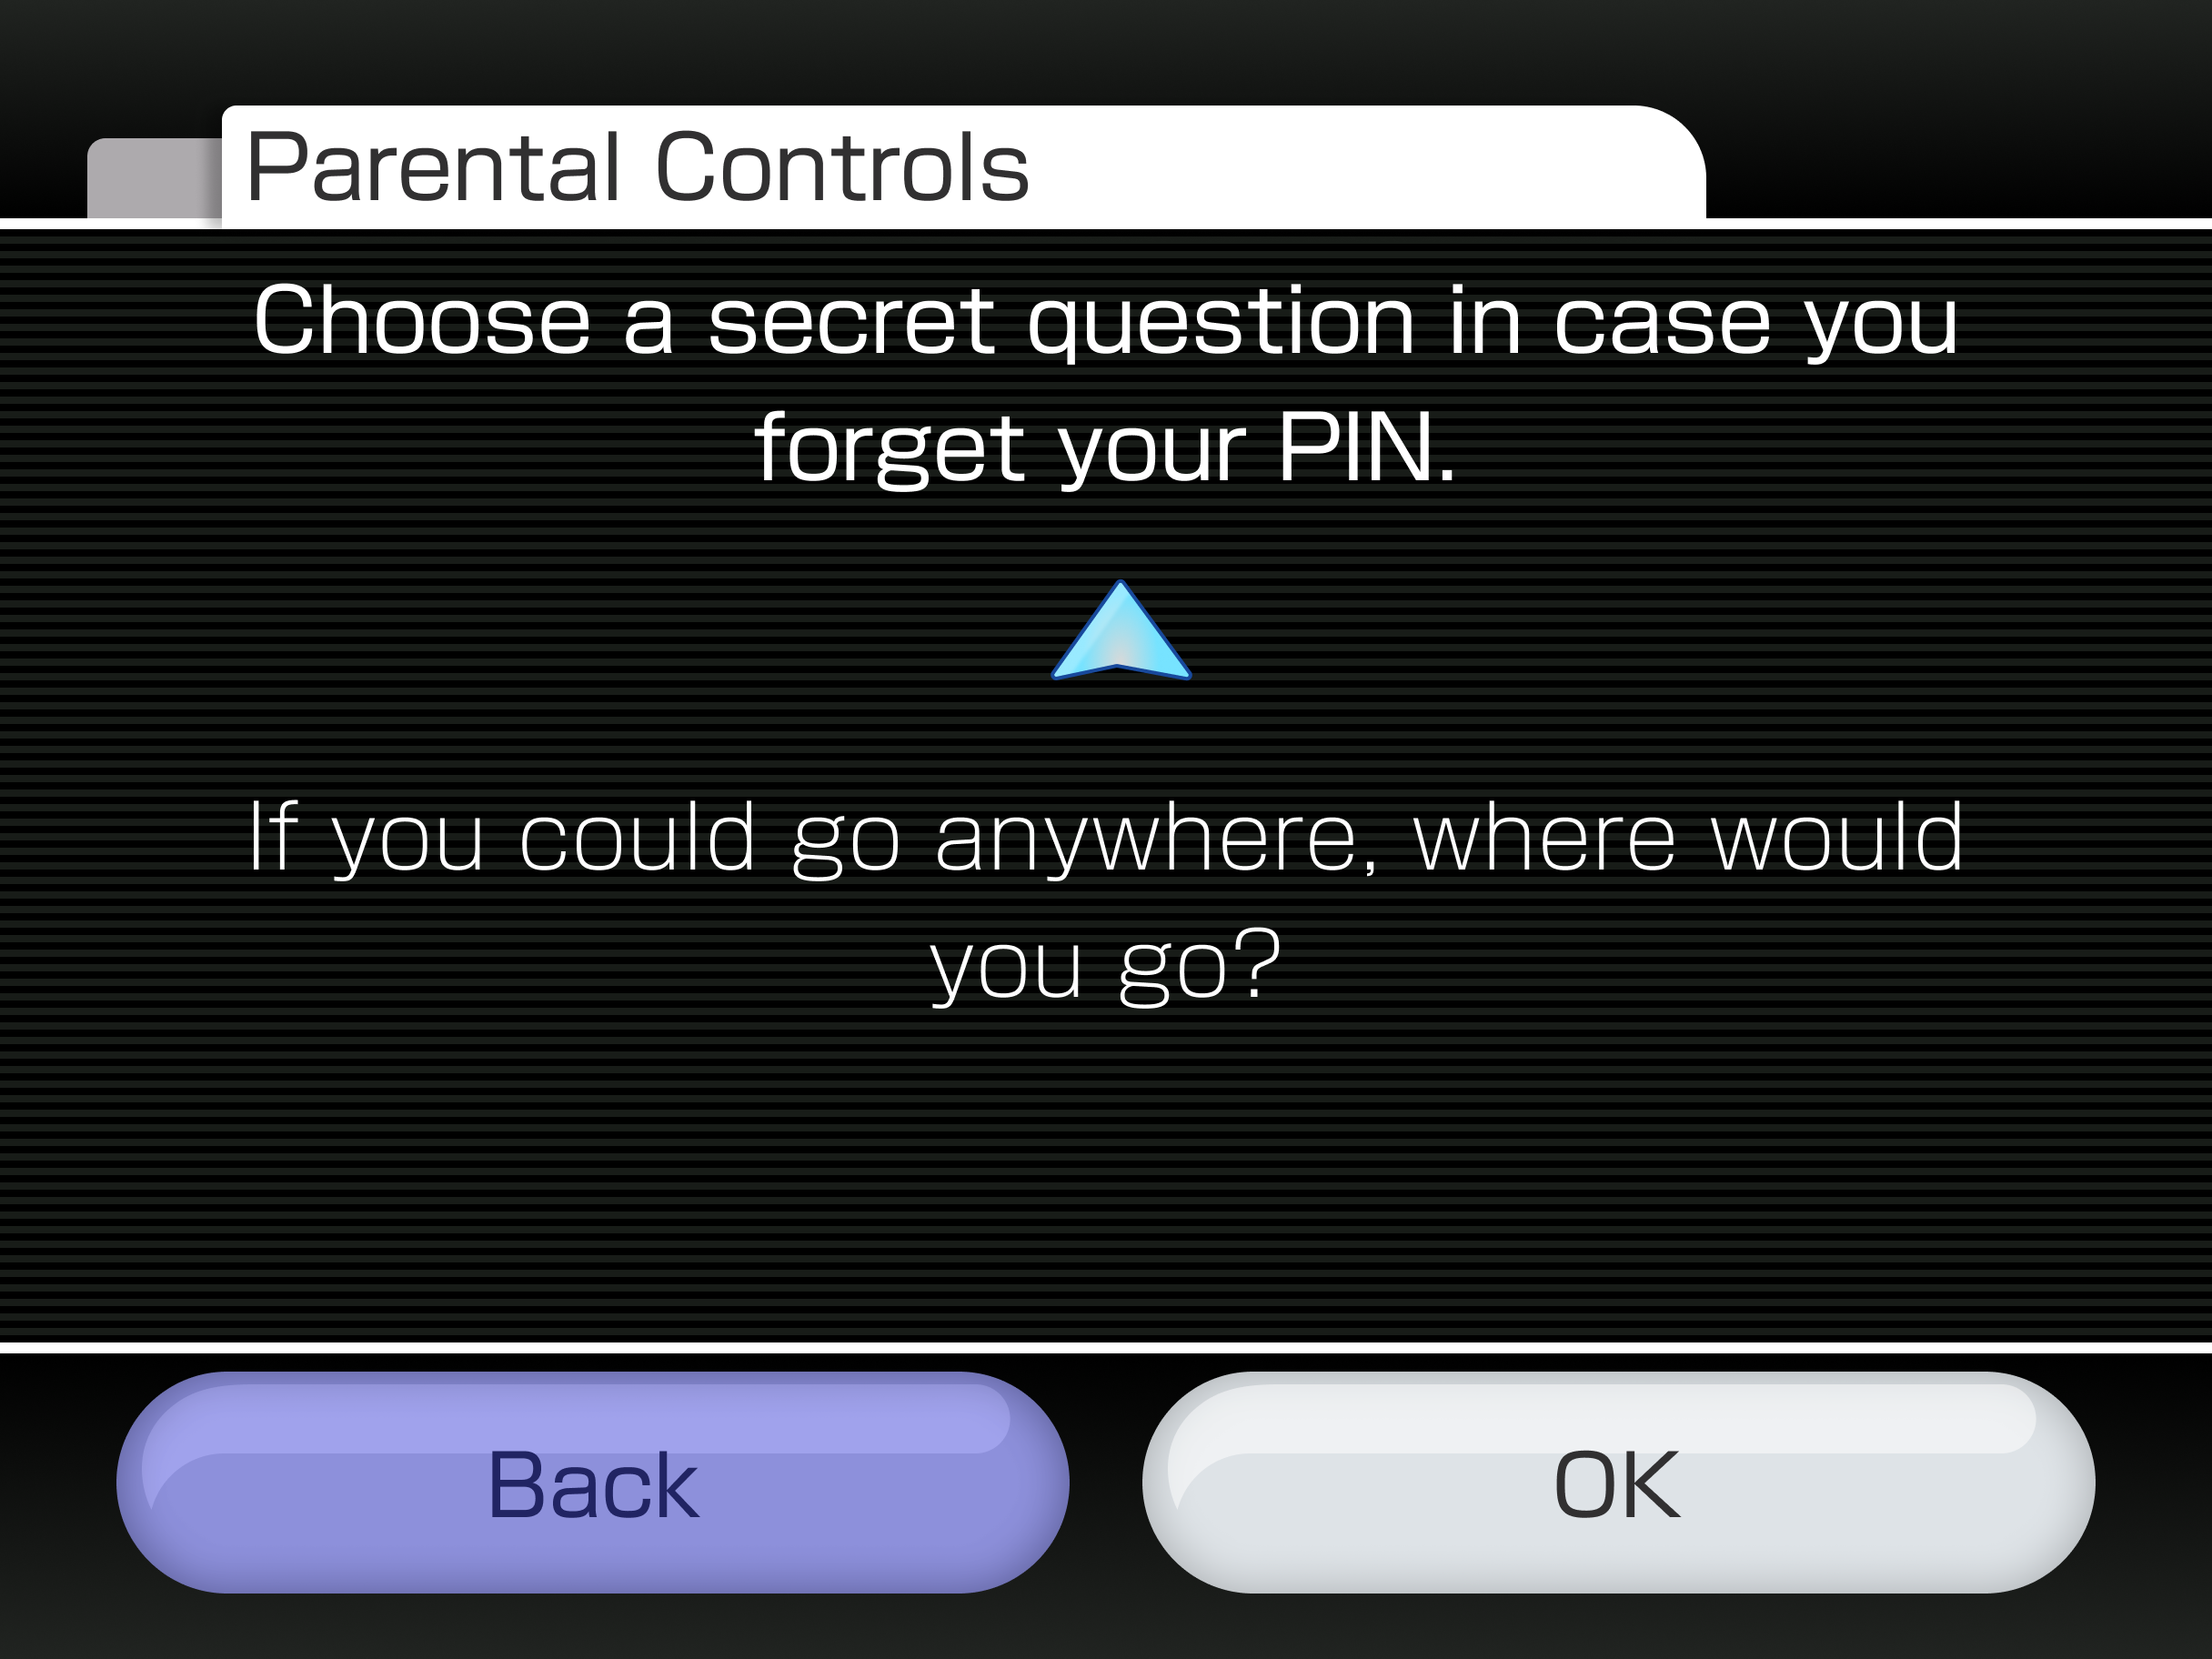 Parental Controls
Choose a secret question in case you
forget your PIN.
If you could go anywhere, where would
you go?
Back
OK